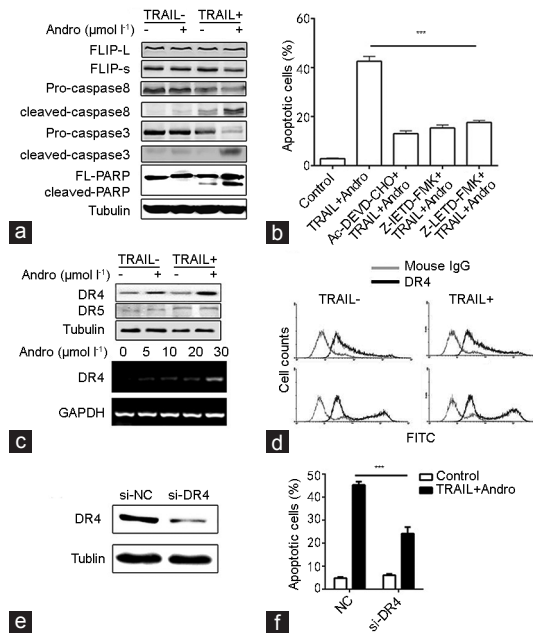 TRAIL- TRAIL+
Andro (μmol l-1) - + - +
FLIP-L
FLIP-s
Pro-caspase8
cleaved-caspase8
Pro-caspase3
cleaved-caspase3
FL-PARP
cleaved-PARP
Tubulin
a
Apoptotic cells (%)
60
40
20
0
***
Control
TRAIL+Andro
Ac-DEVD-CHO+
TRAIL+Andro
Z-IETD-FMK+
TRAIL+Andro
Z-LETD-FMK+
TRAIL+Andro
b
TRAIL- TRAIL+
Andro (μmol l-1) - + - +
DR4
DR5
Tubulin
Andro (μmol l-1) 0 5 10 20 30
DR4
GAPDH
c
Mouse IgG
DR4
TRAIL- TRAIL+
Cell counts
FITC
d
si-NC si-DR4
DR4
Tublin
e
Apoptotic cells (%)
50
40
30
20
10
0
***
Control
TRAIL+Andro
NC
si-DR4
f